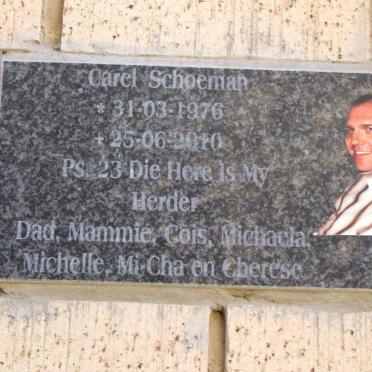 Carel Schoeman
* 31-03-1976
+ 25-06-2010
Ps. 23 Die Here is My
Herder
Dad, Mammie, Cois, Michaela,
Michelle, Mi-Cha en Cherese